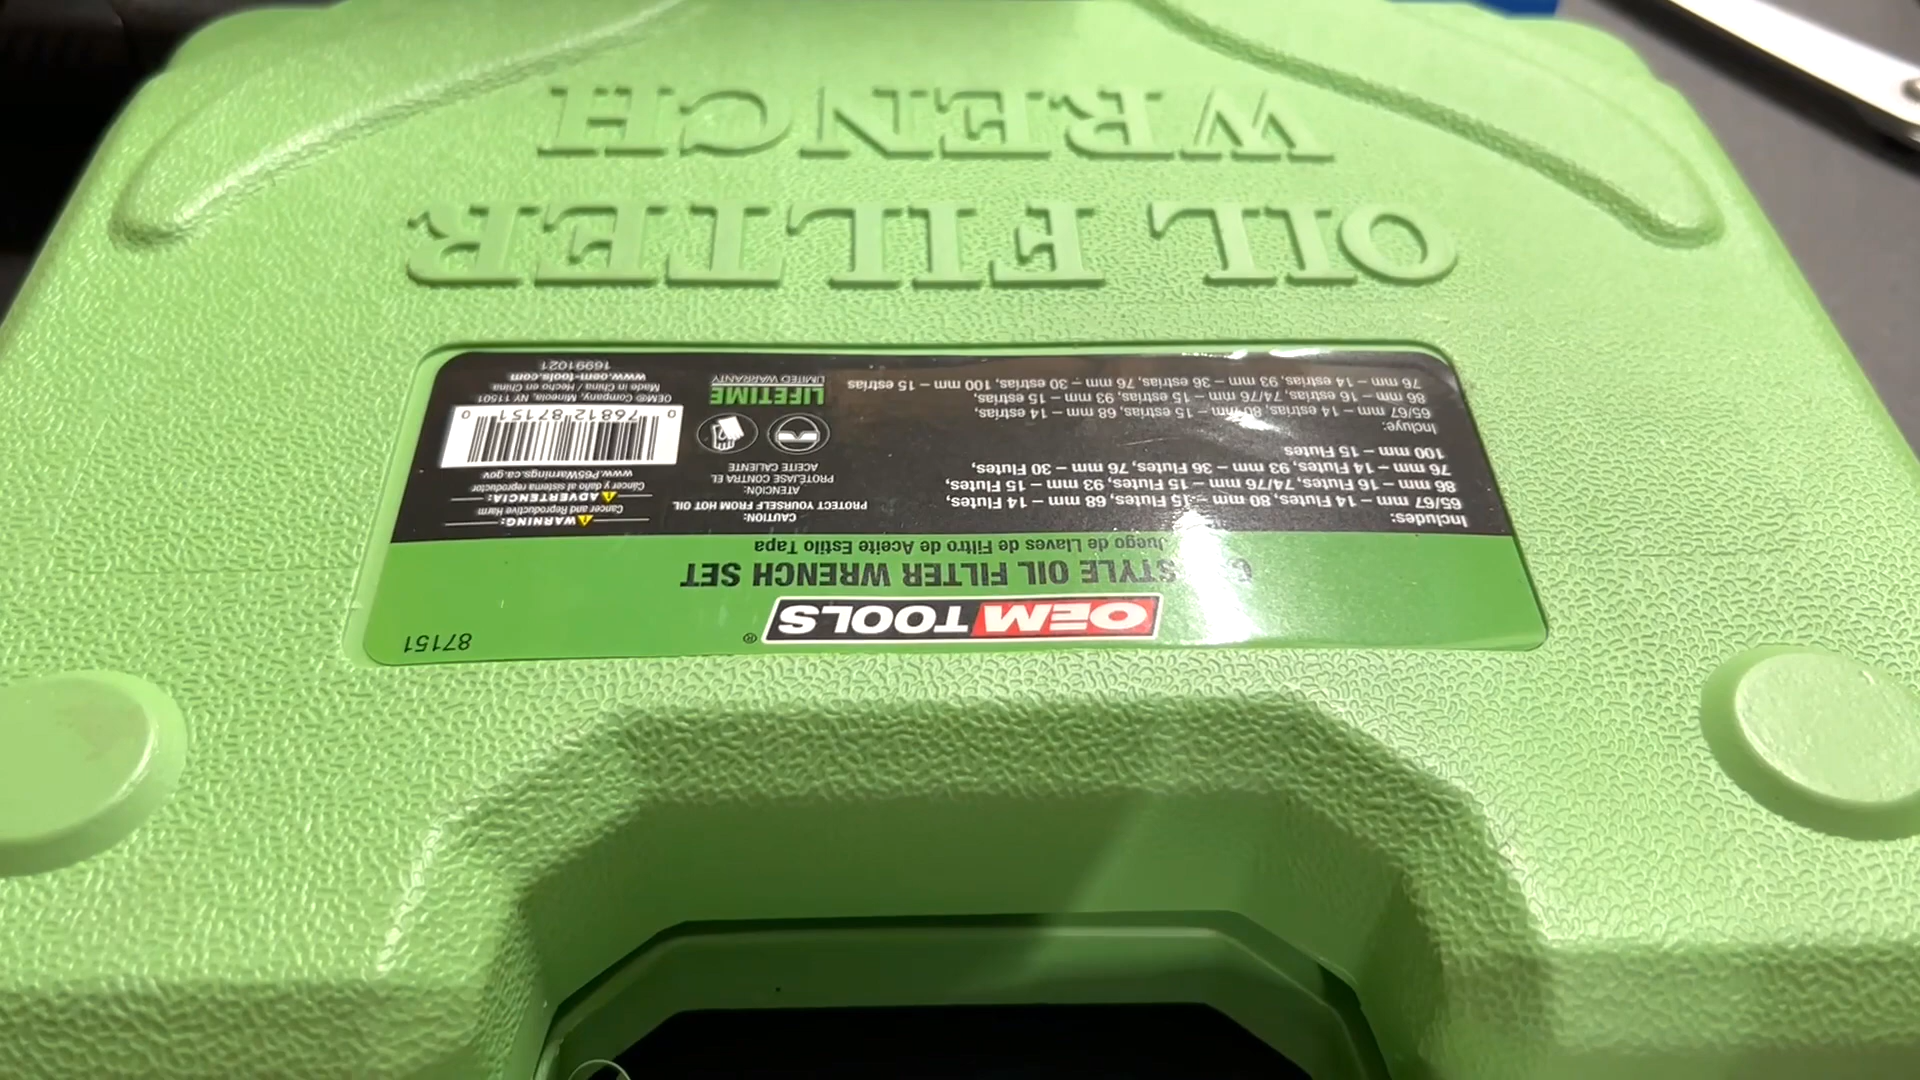 OIL FILTER
WRENCH
87151
OEMTOOLS®
STYLE OIL FILTER WRENCH SET
Juego de Llaves de Filtro de Aceite Estilo Tapa
Includes:
65/67 mm – 14 Flutes, 80 mm – 15 Flutes, 68 mm – 14 Flutes,
86 mm – 16 Flutes, 74/76 mm – 15 Flutes, 93 mm – 15 Flutes,
76 mm – 14 Flutes, 93 mm – 36 Flutes, 76 mm – 30 Flutes,
100 mm – 15 Flutes
Incluye:
65/67 mm – 14 estrías, 80 mm – 15 estrías, 68 mm – 14 estrías,
86 mm – 16 estrías, 74/76 mm – 15 estrías, 93 mm – 15 estrías,
76 mm – 14 estrías, 93 mm – 36 estrías, 76 mm – 30 estrías, 100 mm – 15 estrías
CAUTION:
PROTECT YOURSELF FROM HOT OIL
ATENCIÓN:
PROTÉJASE CONTRA EL
ACEITE CALIENTE
LIFETIME
LIMITED WARRANTY
WARNING:
Cancer and Reproductive Harm
ADVERTENCIA:
Cáncer y daño al sistema reproductor
www.P65Warnings.ca.gov
0 76812 87151 0
OEM® Company, Mineola, NY 11501
Made in China / Hecho en China
www.oem-tools.com
16991021